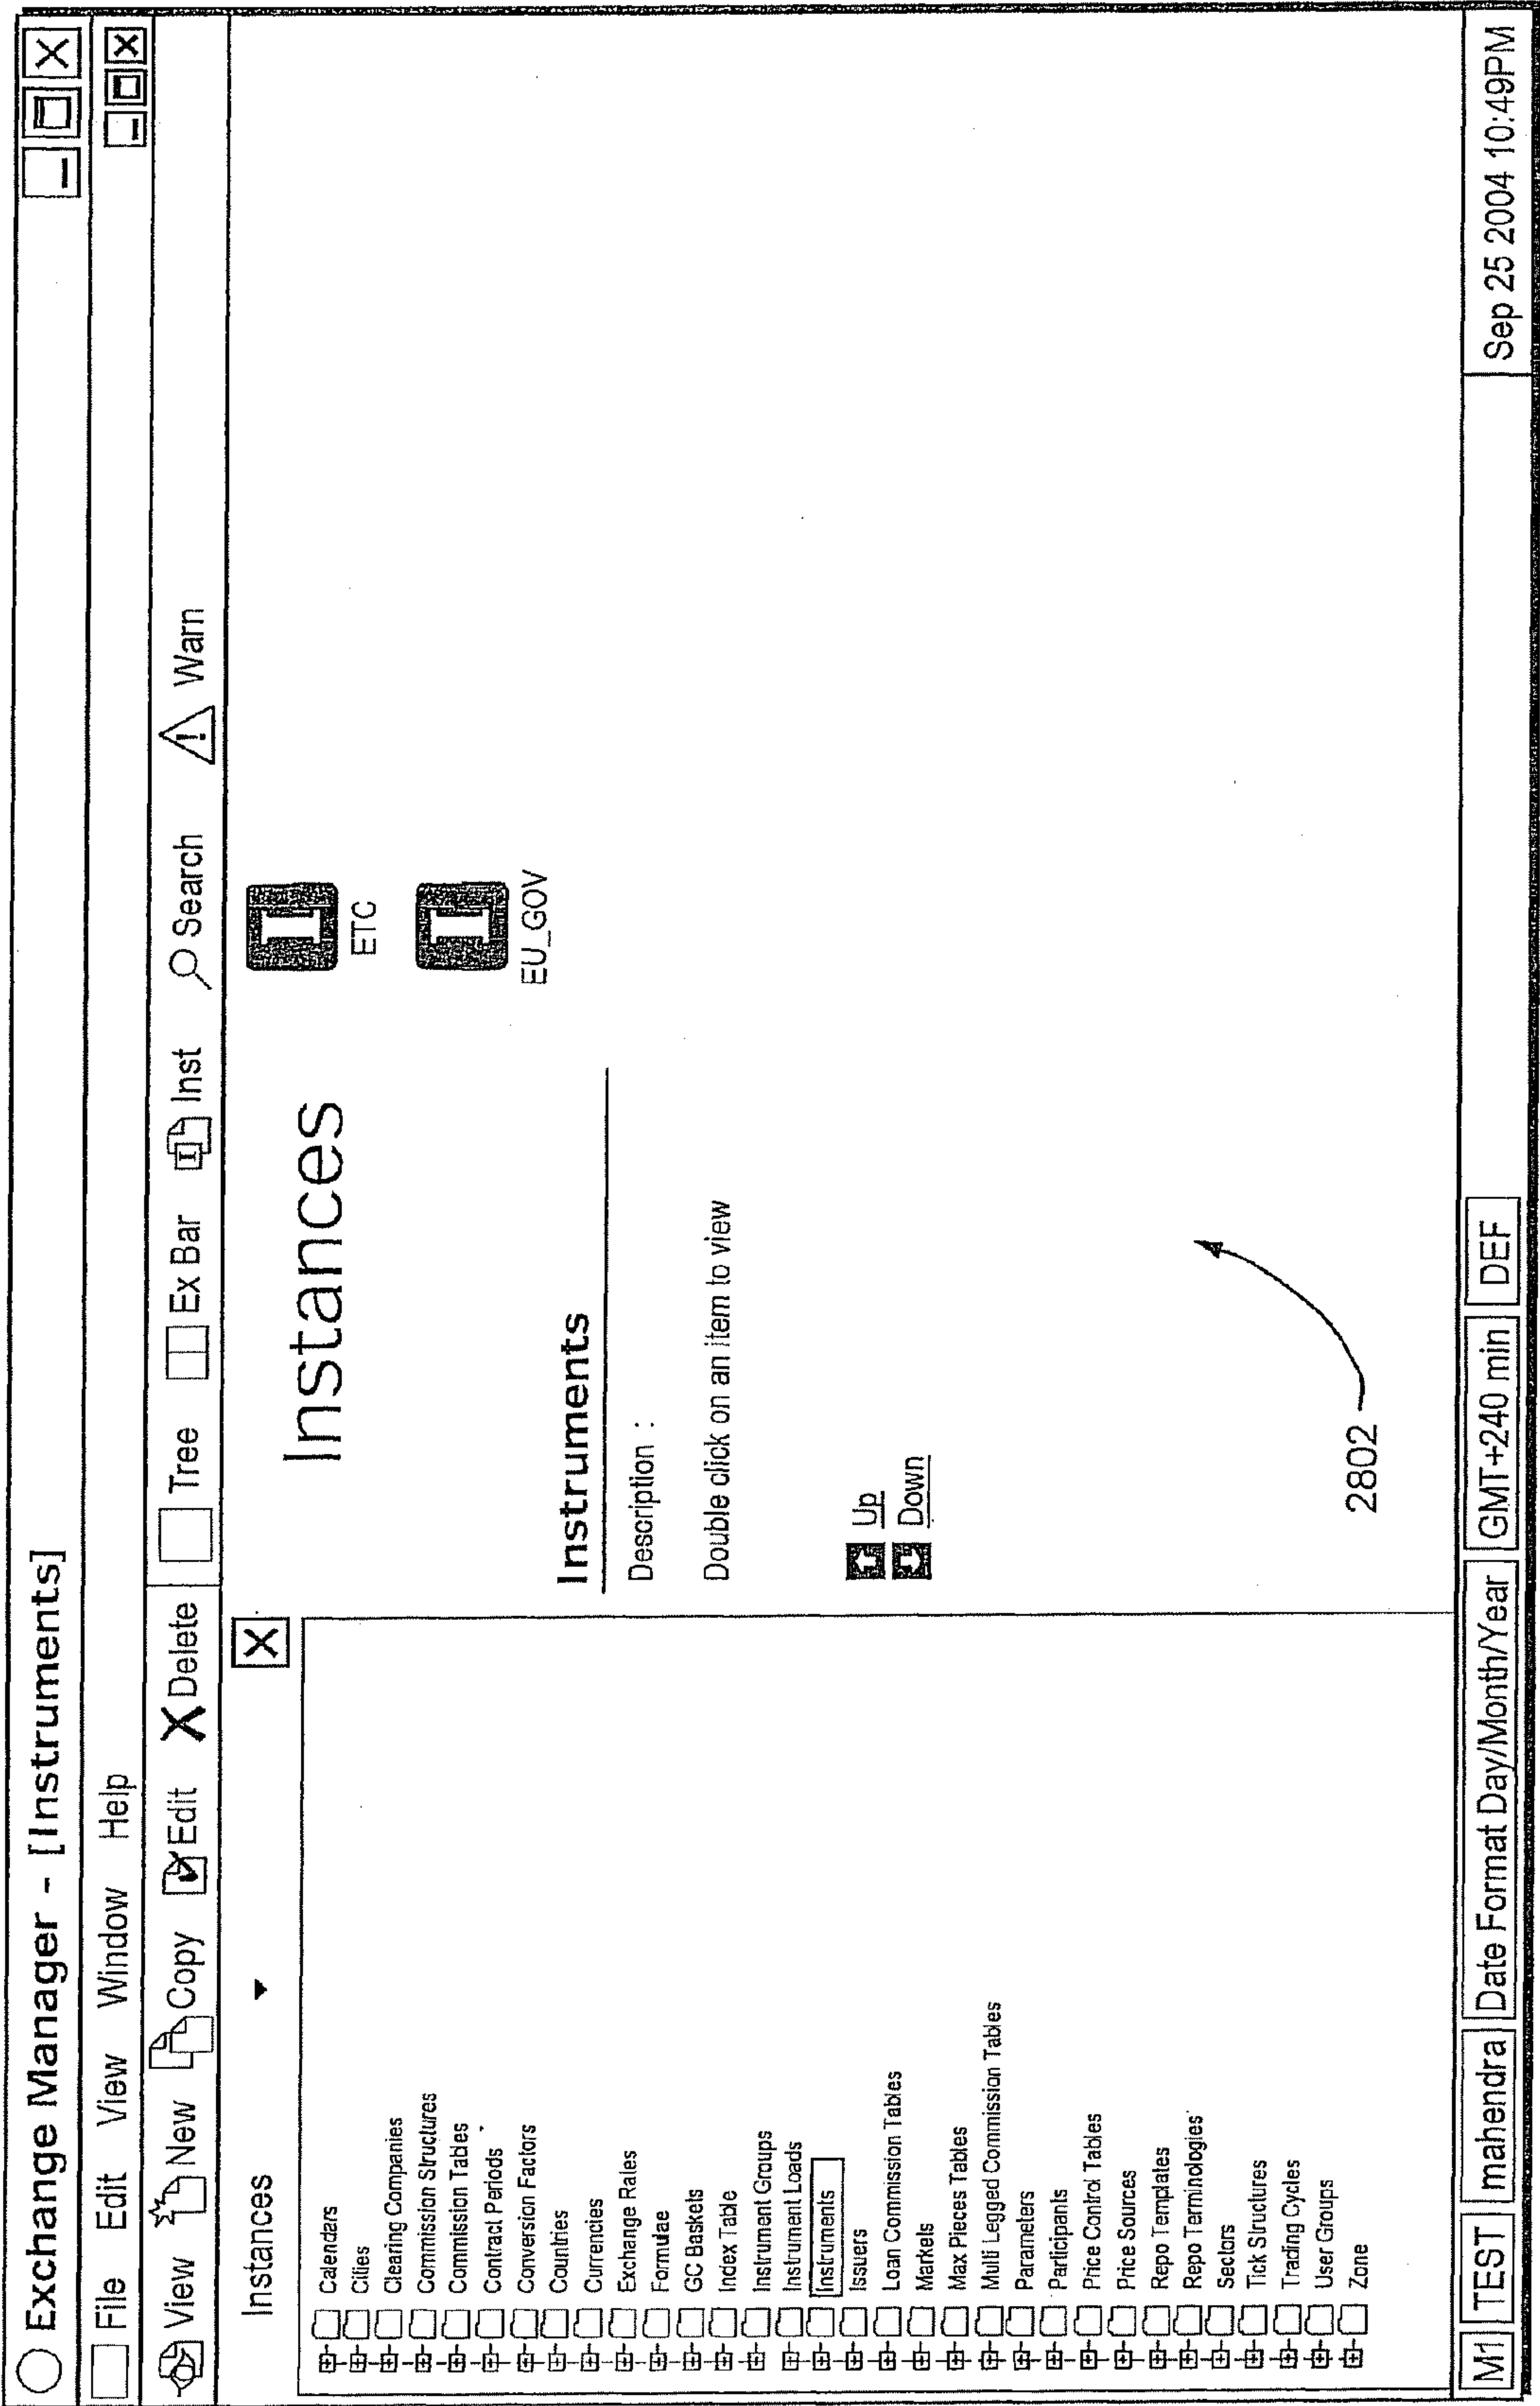 Exchange Manager - [Instruments]
File Edit View Window Help
View New Copy Edit Delete Tree Ex Bar Inst Search Warn
Instances
Calenders
Cities
Clearing Companies
Commission Structures
Commission Tables
Contract Periods
Conversion Factors
Countries
Currencies
Exchange Rales
Formulae
GC Baskets
Index Table
Instrument Groups
Instrument Loads
Instruments
Issuers
Loan Commission Tables
Markels
Max Pieces Tables
Multi Legged Commission Tables
Parameters
Participants
Price Control Tables
Price Sources
Repo Templates
Repo Terminologies
Sectors
Tick Structures
Trading Cycles
User Groups
Zone
Instances
Instruments
Description :
Double click on an item to view
Up
Down
I
ETC
I
EU_GOV
2802
M1 TEST mahendra Date Format Day/Month/Year GMT+240 min DEF Sep 25 2004 10:49PM